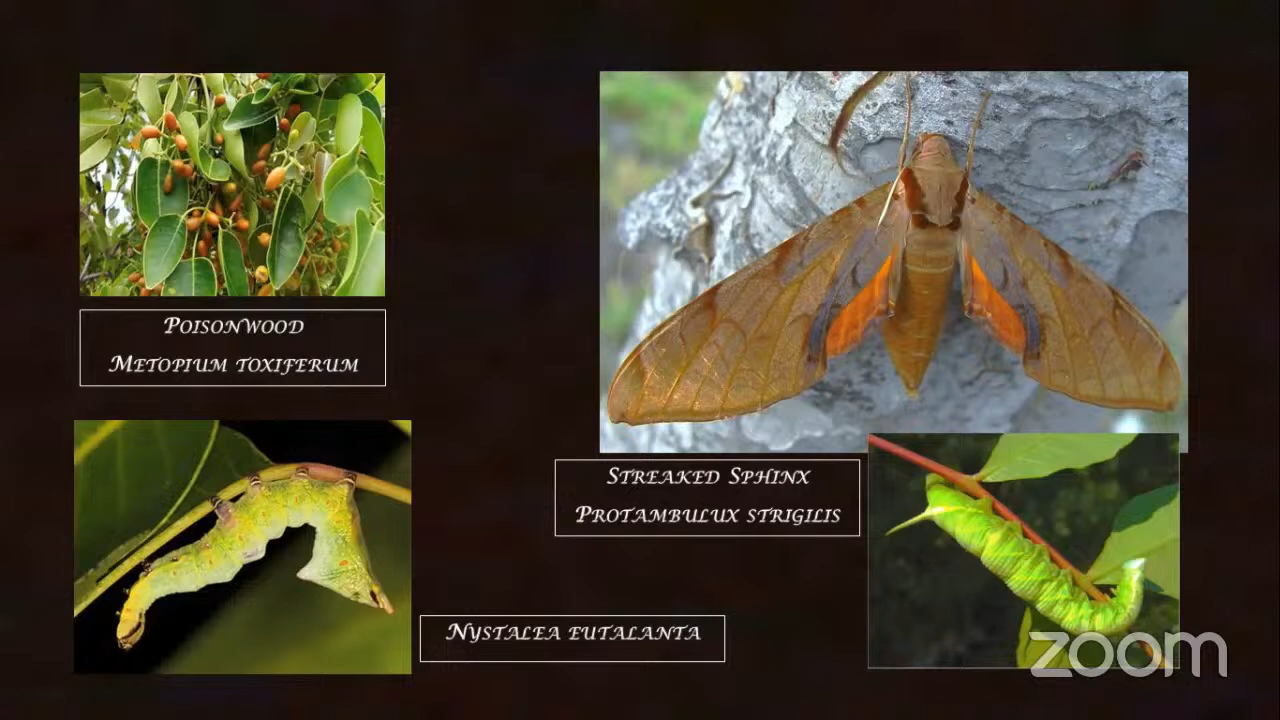 Poisonwood
Metopium toxiferum
Streaked Sphinx
Protambulux strigilis
Nystalea eutalanta
zoom